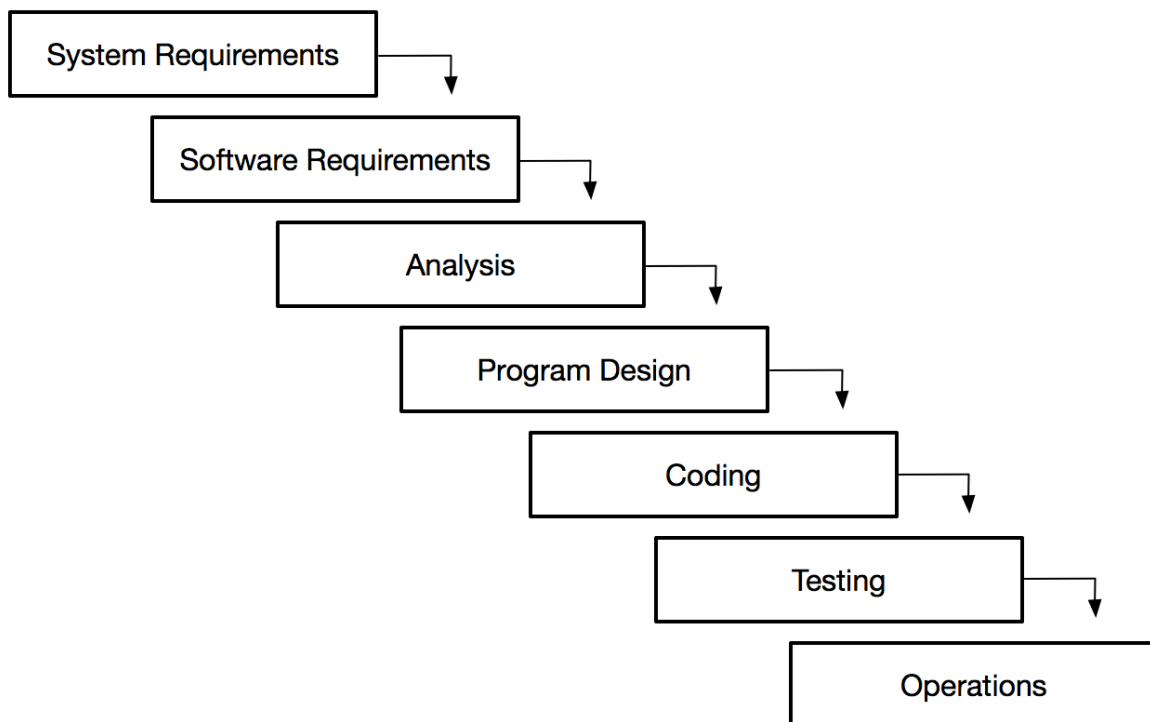 System Requirements
Software Requirements
Analysis
Program Design
Coding
Testing
Operations